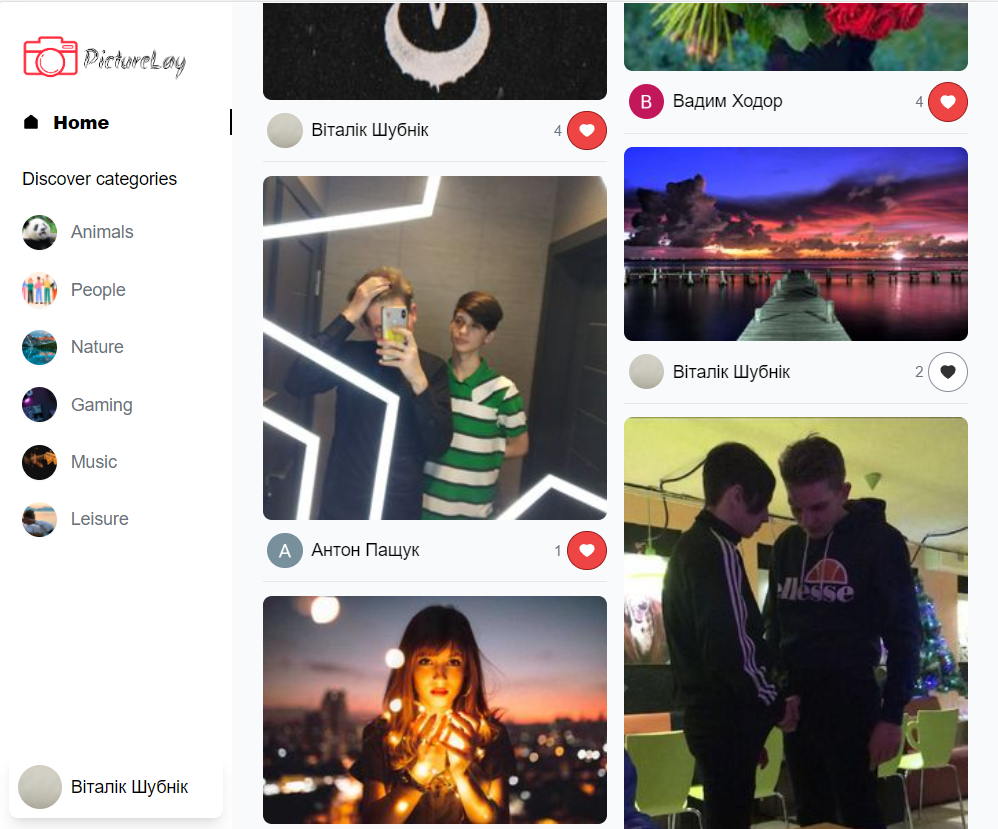 PictureLay
Home
Discover categories
Animals
People
Nature
Gaming
Music
Leisure
Віталік Шубнік
Віталік Шубнік
4
A
Антон Пащук
1
В
Вадим Ходор
4
Віталік Шубнік
2
ellesse